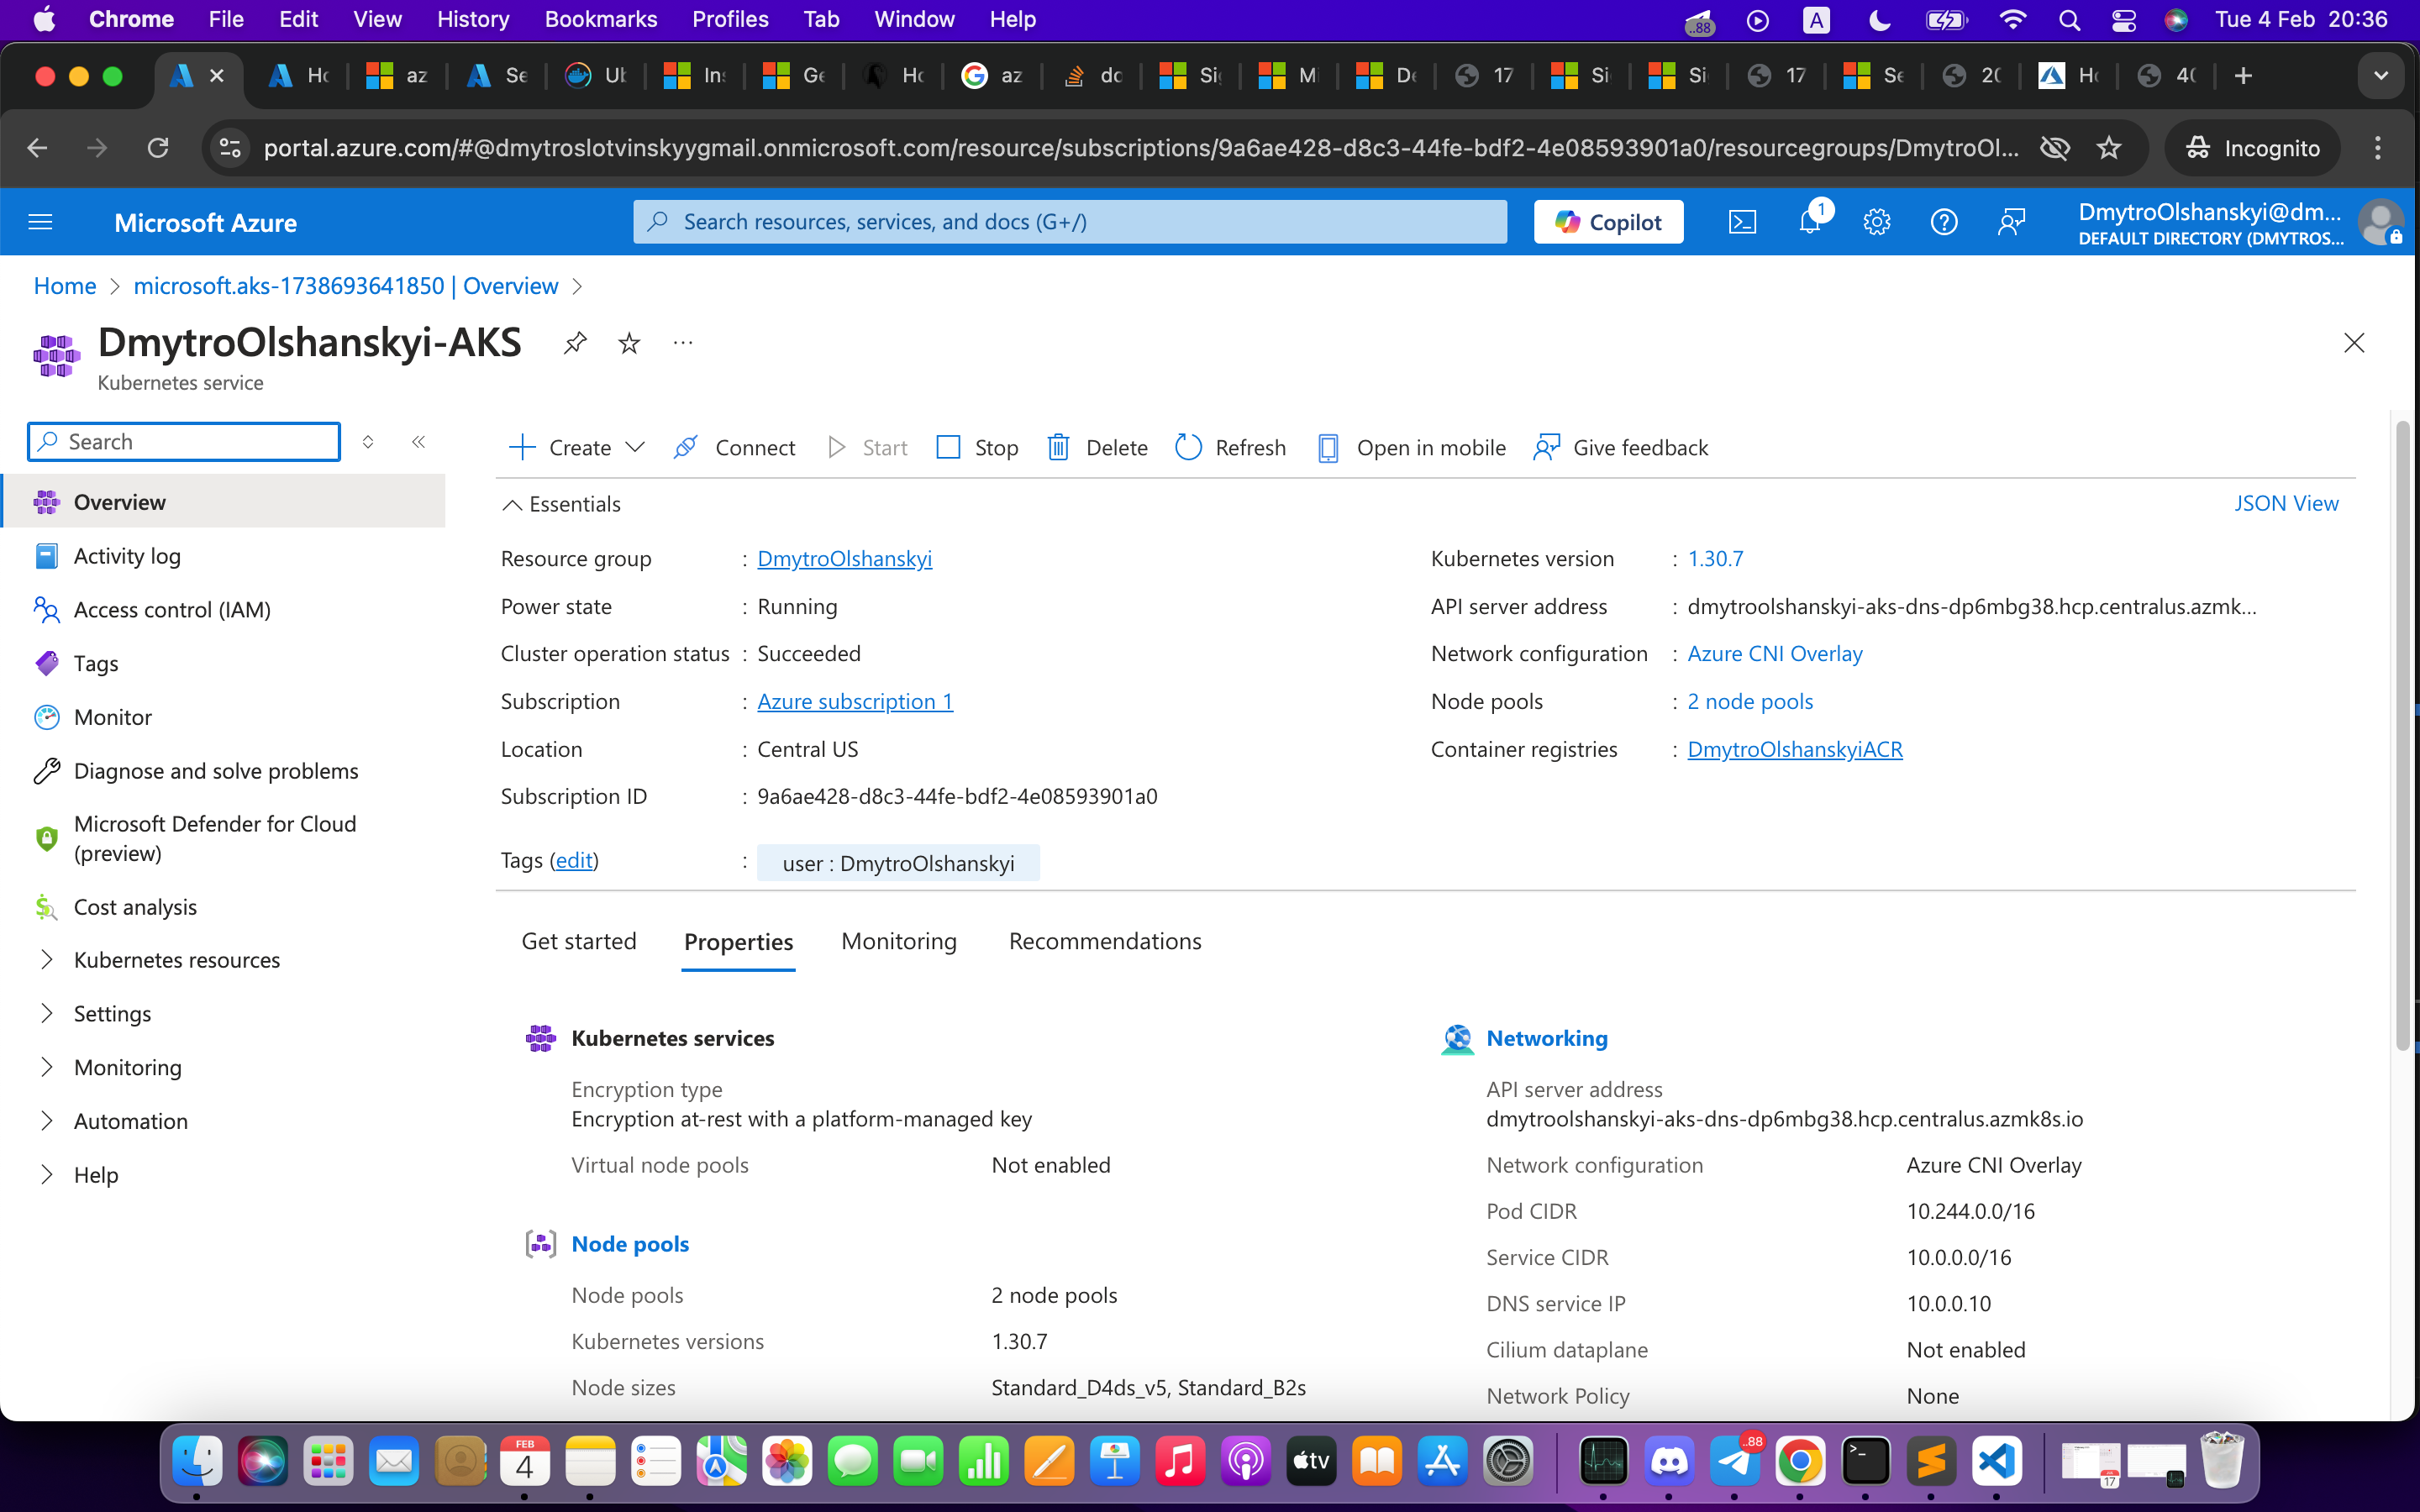 Chrome File Edit View History Bookmarks Profiles Tab Window Help ..88 A Tue 4 Feb 20:36
Hc az Se Ub Ins Ge Hc az dc Sig Mi De 17 Si Si 17 Se 20 Hc 40
portal.azure.com/#@dmytroslotvinskyygmail.onmicrosoft.com/resource/subscriptions/9a6ae428-d8c3-44fe-bdf2-4e08593901a0/resourcegroups/DmytroOl... Incognito
Microsoft Azure Search resources, services, and docs (G+/) Copilot 1 DmytroOlshanskyi@dm...
DEFAULT DIRECTORY (DMYTROS...
Home > microsoft.aks-1738693641850 | Overview >
DmytroOlshanskyi-AKS ...
Kubernetes service
Search
Create Connect Start Stop Delete Refresh Open in mobile Give feedback
Overview
Activity log
Access control (IAM)
Tags
Monitor
Diagnose and solve problems
Microsoft Defender for Cloud
(preview)
Cost analysis
Kubernetes resources
Settings
Monitoring
Automation
Help
Essentials JSON View
Resource group : DmytroOlshanskyi
Power state : Running
Cluster operation status : Succeeded
Subscription : Azure subscription 1
Location : Central US
Subscription ID : 9a6ae428-d8c3-44fe-bdf2-4e08593901a0
Kubernetes version : 1.30.7
API server address : dmytroolshanskyi-aks-dns-dp6mbg38.hcp.centralus.azmk...
Network configuration : Azure CNI Overlay
Node pools : 2 node pools
Container registries : DmytroOlshanskyiACR
Tags (edit) : user : DmytroOlshanskyi
Get started Properties Monitoring Recommendations
Kubernetes services
Encryption type
Encryption at-rest with a platform-managed key
Virtual node pools Not enabled
Node pools
Node pools 2 node pools
Kubernetes versions 1.30.7
Node sizes Standard_D4ds_v5, Standard_B2s
Networking
API server address
dmytroolshanskyi-aks-dns-dp6mbg38.hcp.centralus.azmk8s.io
Network configuration Azure CNI Overlay
Pod CIDR 10.244.0.0/16
Service CIDR 10.0.0.0/16
DNS service IP 10.0.0.10
Cilium dataplane Not enabled
Network Policy None
FEB
4
tv
..88
17